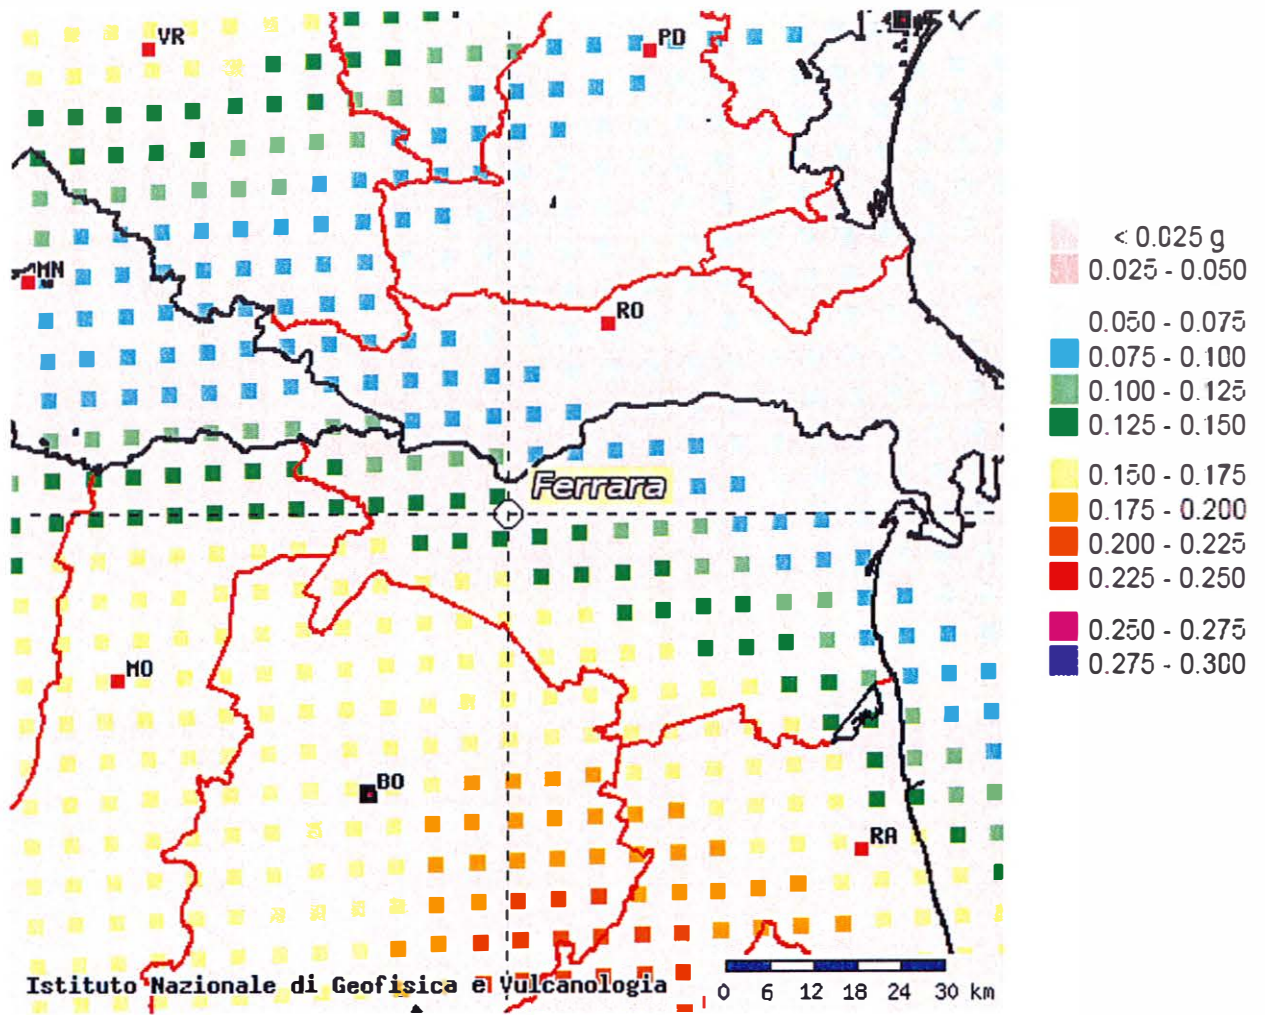 VR
PD
MN
RO
< 0.025 g
0.025 - 0.050
0.050 - 0.075
0.075 - 0.100
0.100 - 0.125
0.125 - 0.150
0.150 - 0.175
0.175 - 0.200
0.200 - 0.225
0.225 - 0.250
0.250 - 0.275
0.275 - 0.300
Ferrara
MO
BO
RA
Istituto Nazionale di Geofisica e Vulcanologia
0 6 12 18 24 30 km